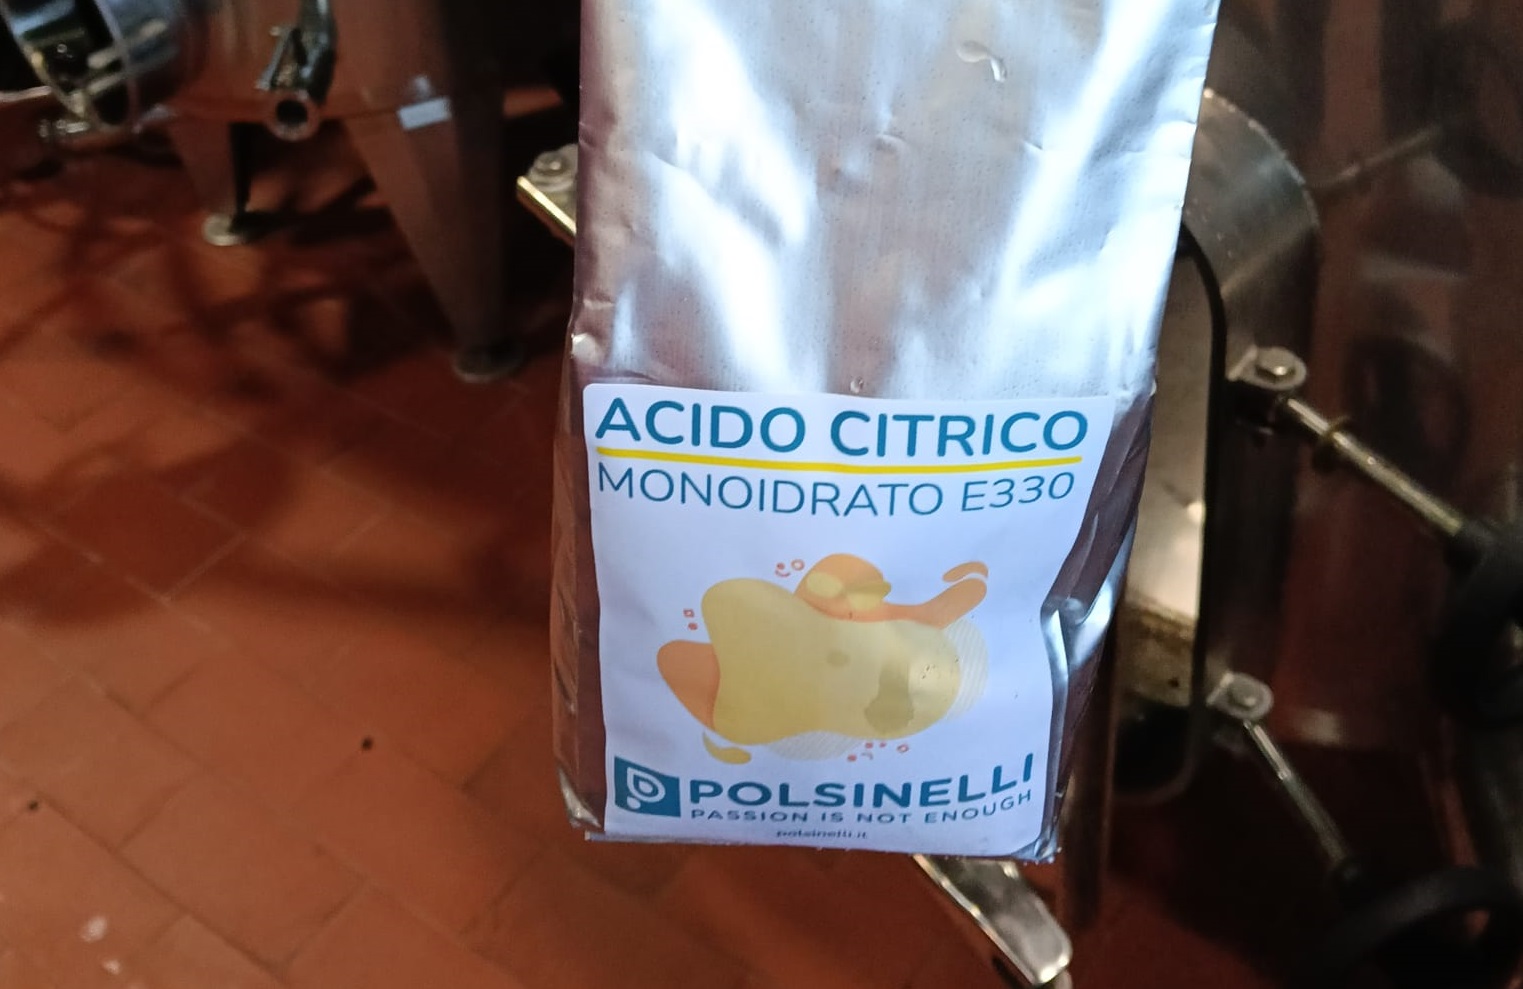 ACIDO CITRICO
MONOIDRATO E330
POLSINELLI
PASSION IS NOT ENOUGH
polsinelli.it